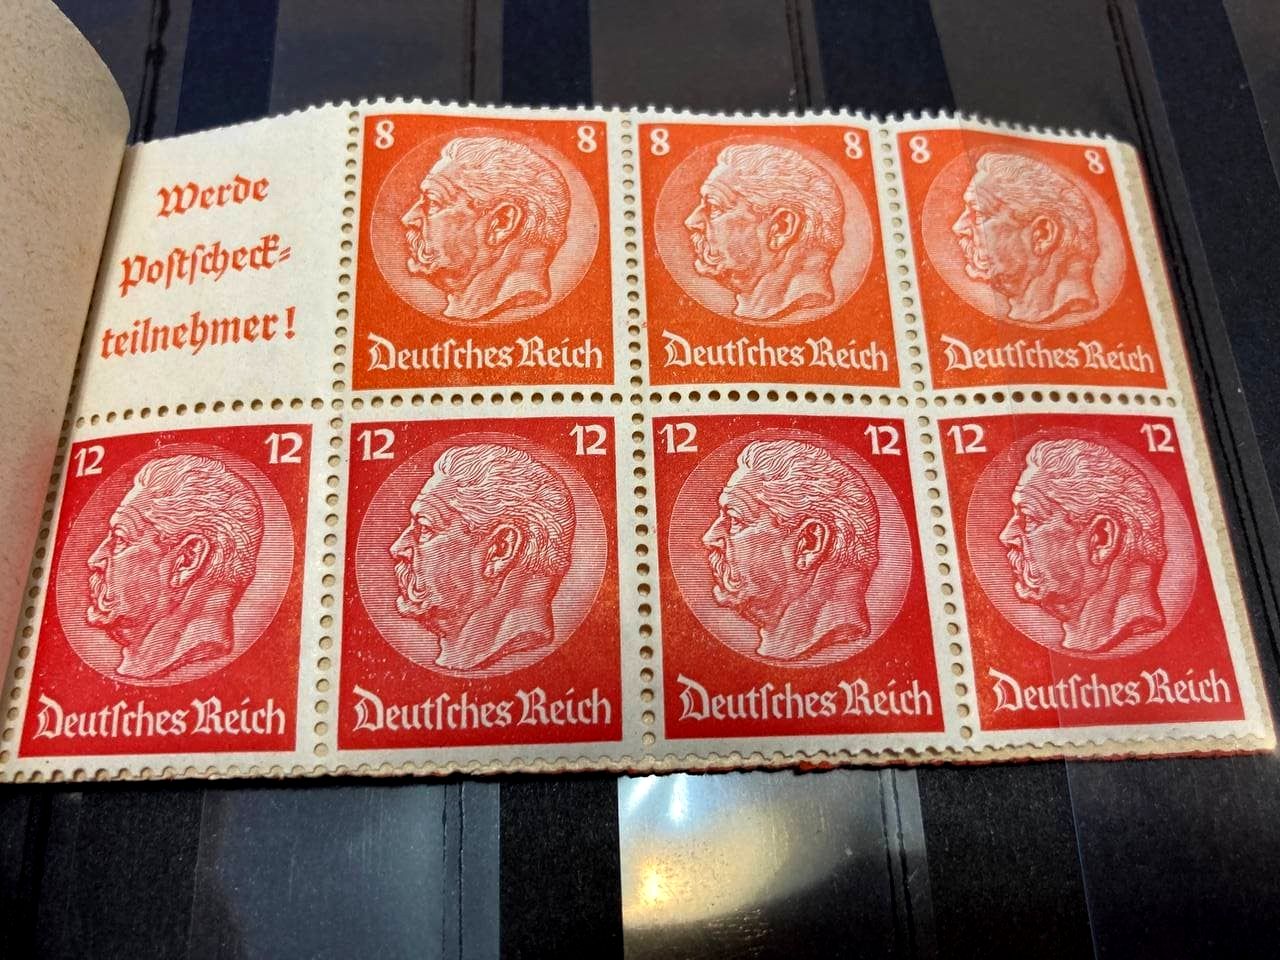 Werde
Postscheck-
teilnehmer!
8 8
Deutsches Reich
8 8
Deutsches Reich
8 8
Deutsches Reich
12 12
Deutsches Reich
12 12
Deutsches Reich
12 12
Deutsches Reich
12 12
Deutsches Reich